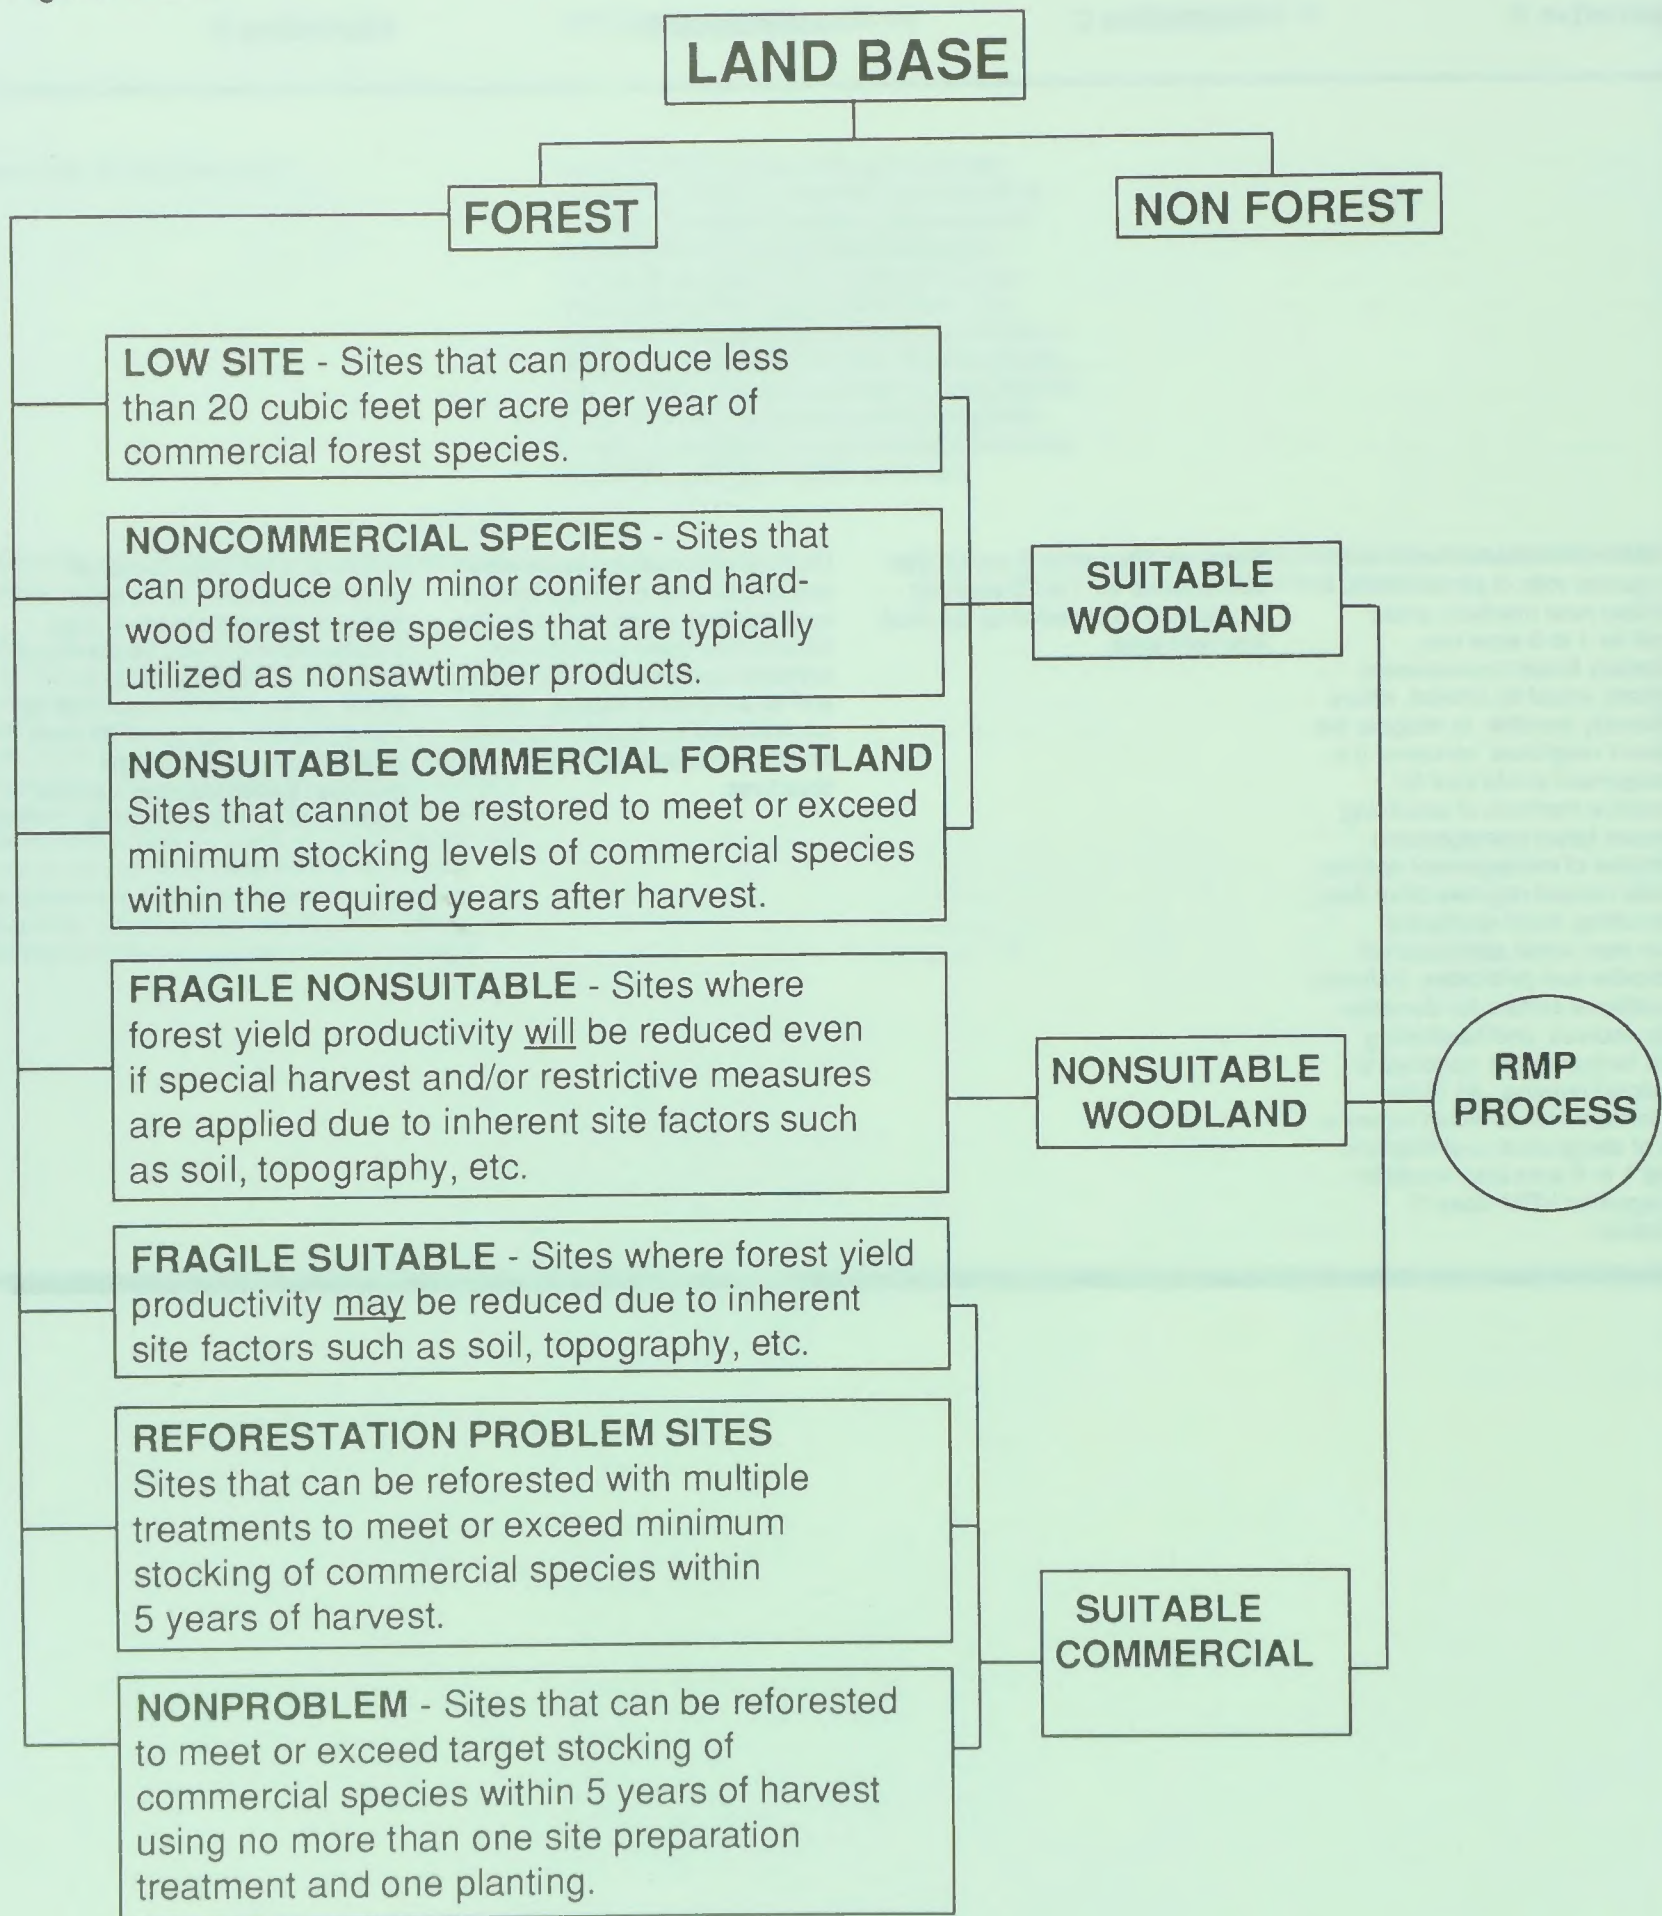 LAND BASE
FOREST
NON FOREST
LOW SITE - Sites that can produce less
than 20 cubic feet per acre per year of
commercial forest species.
NONCOMMERCIAL SPECIES - Sites that
can produce only minor conifer and hard-
wood forest tree species that are typically
utilized as nonsawtimber products.
SUITABLE
WOODLAND
NONSUITABLE COMMERCIAL FORESTLAND
Sites that cannot be restored to meet or exceed
minimum stocking levels of commercial species
within the required years after harvest.
FRAGILE NONSUITABLE - Sites where
forest yield productivity will be reduced even
if special harvest and/or restrictive measures
are applied due to inherent site factors such
as soil, topography, etc.
NONSUITABLE
WOODLAND
RMP
PROCESS
FRAGILE SUITABLE - Sites where forest yield
productivity may be reduced due to inherent
site factors such as soil, topography, etc.
REFORESTATION PROBLEM SITES
Sites that can be reforested with multiple
treatments to meet or exceed minimum
stocking of commercial species within
5 years of harvest.
SUITABLE
COMMERCIAL
NONPROBLEM - Sites that can be reforested
to meet or exceed target stocking of
commercial species within 5 years of harvest
using no more than one site preparation
treatment and one planting.